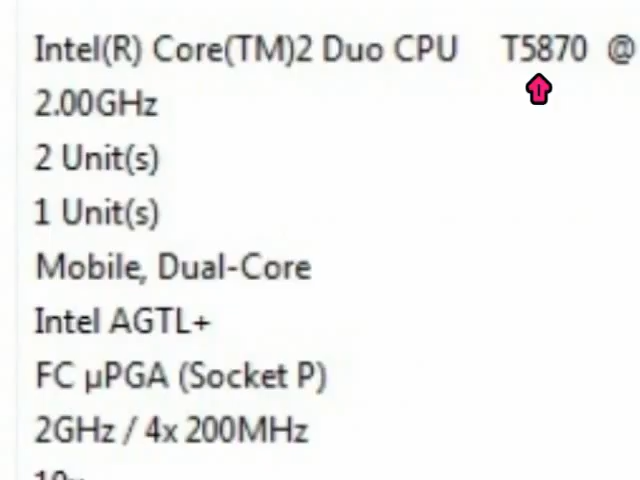 Intel(R) Core(TM)2 Duo CPU T5870 @
2.00GHz
2 Unit(s)
1 Unit(s)
Mobile, Dual-Core
Intel AGTL+
FC µPGA (Socket P)
2GHz / 4x 200MHz